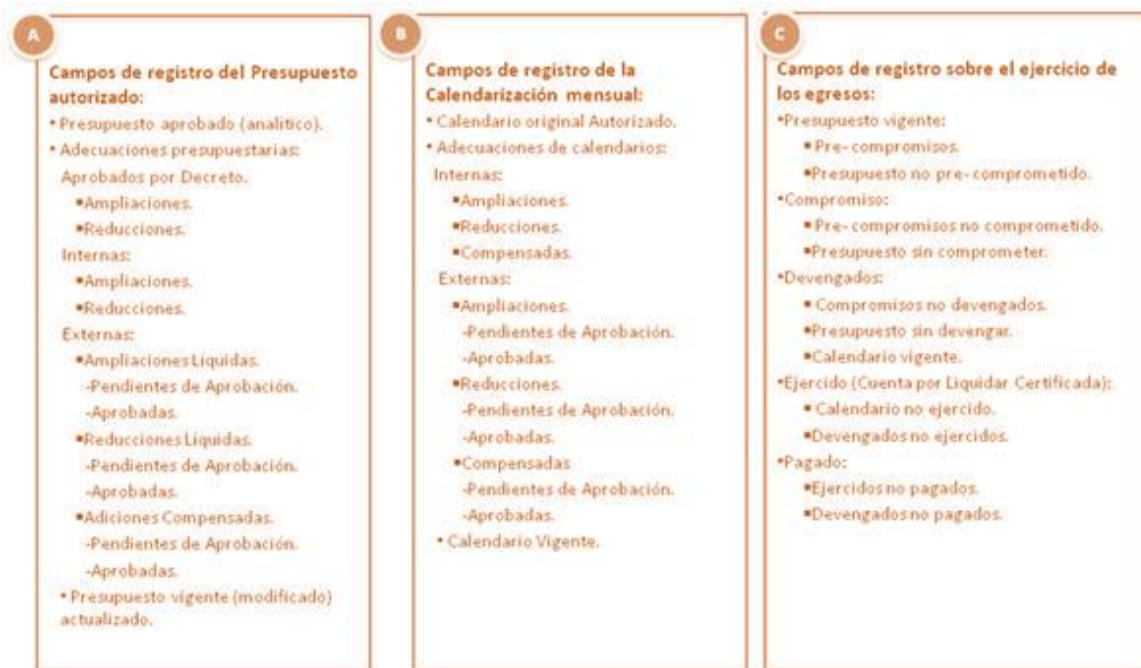 A
Campos de registro del Presupuesto
autorizado:
• Presupuesto aprobado (analitico).
• Adecuaciones presupuestarias:
Aprobados por Decreto.
▪Ampliaciones.
▪Reducciones.
Internas:
▪Ampliaciones.
▪Reducciones.
Externas:
▪Ampliaciones Líquidas.
-Pendientes de Aprobación.
-Aprobadas.
▪Reducciones Líquidas.
-Pendientes de Aprobación.
-Aprobadas.
▪Adiciones Compensadas.
-Pendientes de Aprobación.
-Aprobadas.
• Presupuesto vigente (modificado)
actualizado.
B
Campos de registro de la
Calendarización mensual:
• Calendario original Autorizado.
• Adecuaciones de calendarios:
Internas:
▪Ampliaciones.
▪Reducciones.
▪Compensadas.
Externas:
▪Ampliaciones.
-Pendientes de Aprobación.
-Aprobadas.
▪Reducciones.
-Pendientes de Aprobación.
-Aprobadas.
▪Compensadas
-Pendientes de Aprobación.
-Aprobadas.
• Calendario Vigente.
C
Campos de registro sobre el ejercicio de
los egresos:
•Presupuesto vigente:
▪ Pre- compromisos.
▪Presupuesto no pre- comprometido.
•Compromiso:
▪ Pre- compromisos no comprometido.
▪Presupuesto sin comprometer.
•Devengados:
▪ Compromisos no devengados.
▪Presupuesto sin devengar.
▪Calendario vigente.
•Ejercido (Cuenta por Liquidar Certificada):
▪ Calendario no ejercido.
▪Devengados no ejercidos.
•Pagado:
▪Ejercidos no pagados.
▪Devengados no pagados.